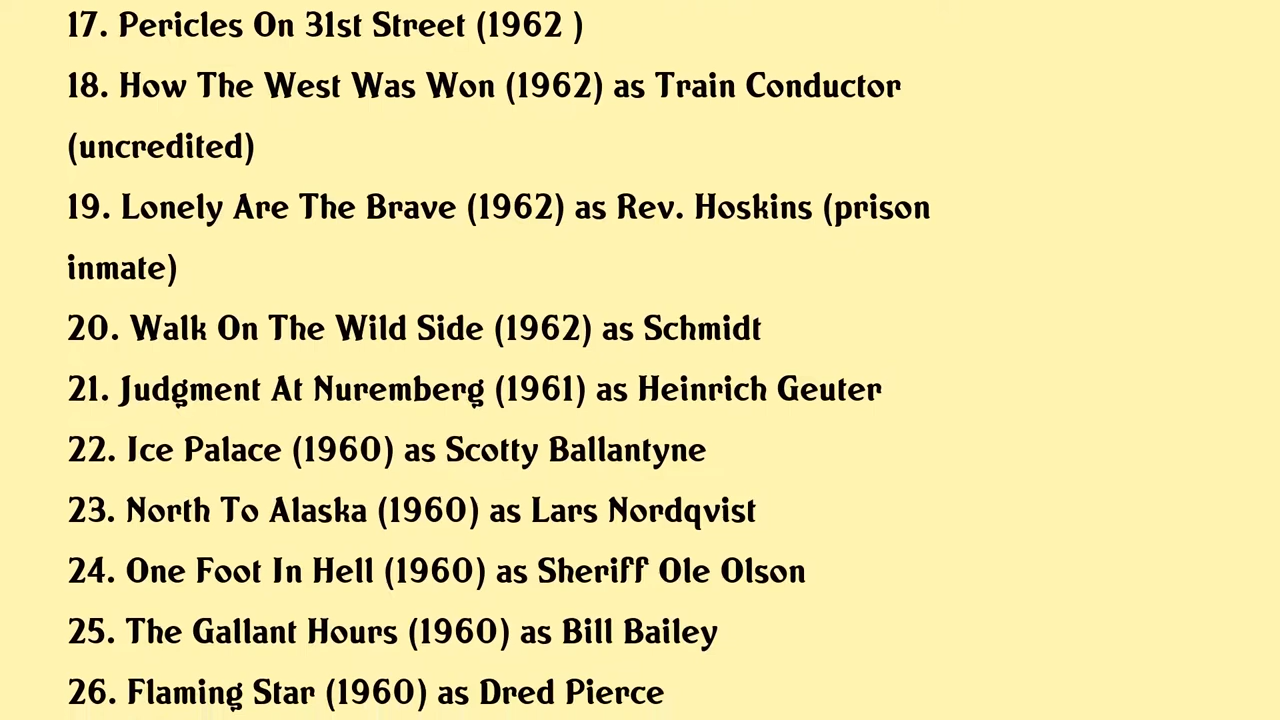 17. Pericles On 31st Street (1962 )
18. How The West Was Won (1962) as Train Conductor
(uncredited)
19. Lonely Are The Brave (1962) as Rev. Hoskins (prison
inmate)
20. Walk On The Wild Side (1962) as Schmidt
21. Judgment At Nuremberg (1961) as Heinrich Geuter
22. Ice Palace (1960) as Scotty Ballantyne
23. North To Alaska (1960) as Lars Nordqvist
24. One Foot In Hell (1960) as Sheriff Ole Olson
25. The Gallant Hours (1960) as Bill Bailey
26. Flaming Star (1960) as Dred Pierce